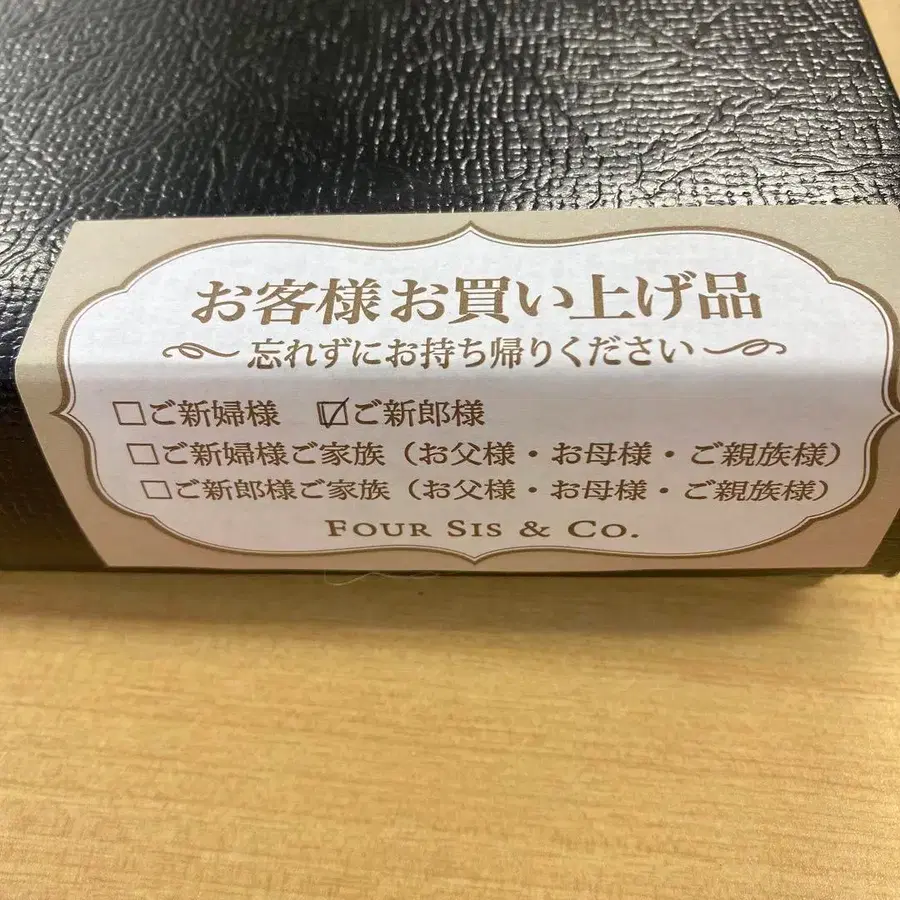 お客様お買い上げ品
忘れずにお持ち帰りください
□ご新婦様 ☑ご新郎様
□ご新婦様ご家族（お父様・お母様・ご親族様）
□ご新郎様ご家族（お父様・お母様・ご親族様）
FOUR SIS & CO.